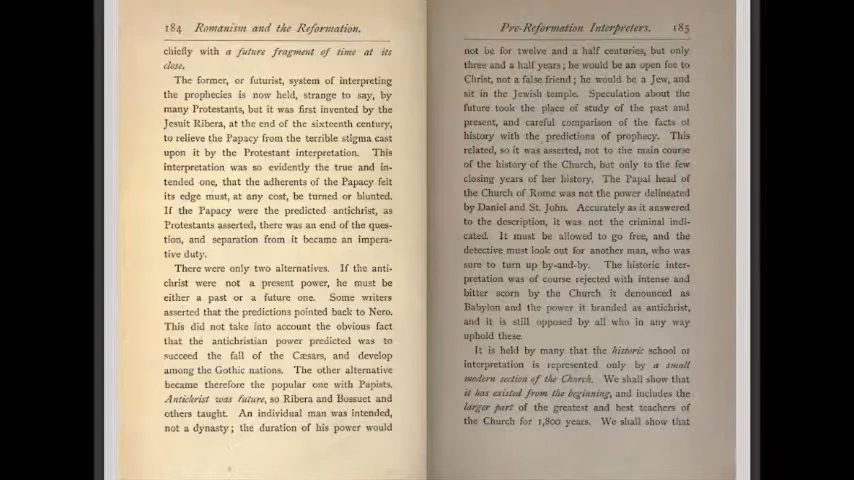 184 Romanism and the Reformation.
chiefly with a future fragment of time at its
close.
The former, or futurist, system of interpreting
the prophecies is now held, strange to say, by
many Protestants, but it was first invented by the
Jesuit Ribera, at the end of the sixteenth century,
to relieve the Papacy from the terrible stigma cast
upon it by the Protestant interpretation. This
interpretation was so evidently the true and in-
tended one, that the adherents of the Papacy felt
its edge must, at any cost, be turned or blunted.
If the Papacy were the predicted antichrist, as
Protestants asserted, there was an end of the ques-
tion, and separation from it became an impera-
tive duty.
There were only two alternatives. If the anti-
christ were not a present power, he must be
either a past or a future one. Some writers
asserted that the predictions pointed back to Nero.
This did not take into account the obvious fact
that the antichristian power predicted was to
succeed the fall of the Cæsars, and develop
among the Gothic nations. The other alternative
became therefore the popular one with Papists.
Antichrist was future, so Ribera and Bossuet and
others taught. An individual man was intended,
not a dynasty; the duration of his power would
Pre-Reformation Interpreters. 185
not be for twelve and a half centuries, but only
three and a half years; he would be an open foe to
Christ, not a false friend; he would be a Jew, and
sit in the Jewish temple. Speculation about the
future took the place of study of the past and
present, and careful comparison of the facts of
history with the predictions of prophecy. This
related, so it was asserted, not to the main course
of the history of the Church, but only to the few
closing years of her history. The Papal head of
the Church of Rome was not the power delineated
by Daniel and St. John. Accurately as it answered
to the description, it was not the criminal indi-
cated. It must be allowed to go free, and the
detective must look out for another man, who was
sure to turn up by-and-by. The historic inter-
pretation was of course rejected with intense and
bitter scorn by the Church it denounced as
Babylon and the power it branded as antichrist,
and it is still opposed by all who in any way
uphold these.
It is held by many that the historic school of
interpretation is represented only by a small
modern section of the Church. We shall show that
it has existed from the beginning, and includes the
larger part of the greatest and best teachers of
the Church for 1,800 years. We shall show that